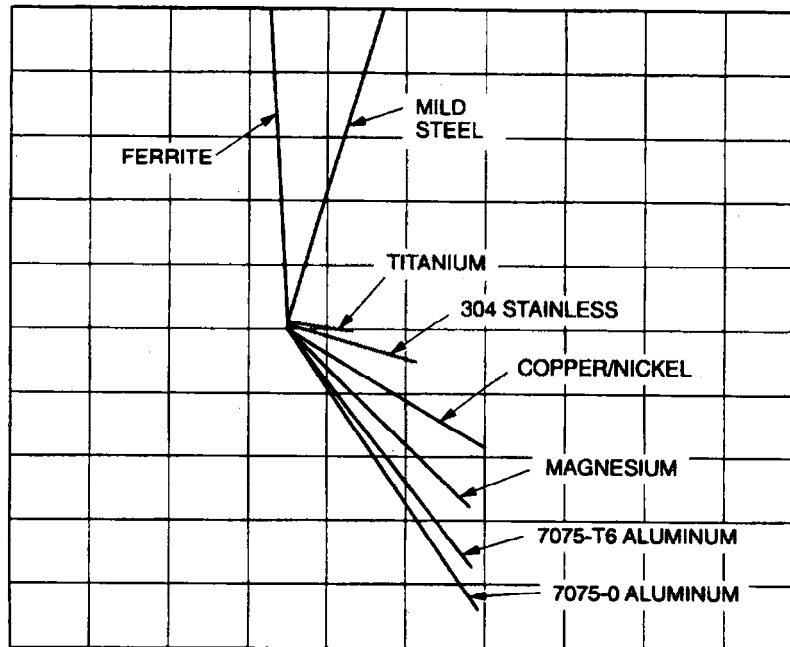 MILD
STEEL
FERRITE
TITANIUM
304 STAINLESS
COPPER/NICKEL
MAGNESIUM
7075-T6 ALUMINUM
7075-0 ALUMINUM